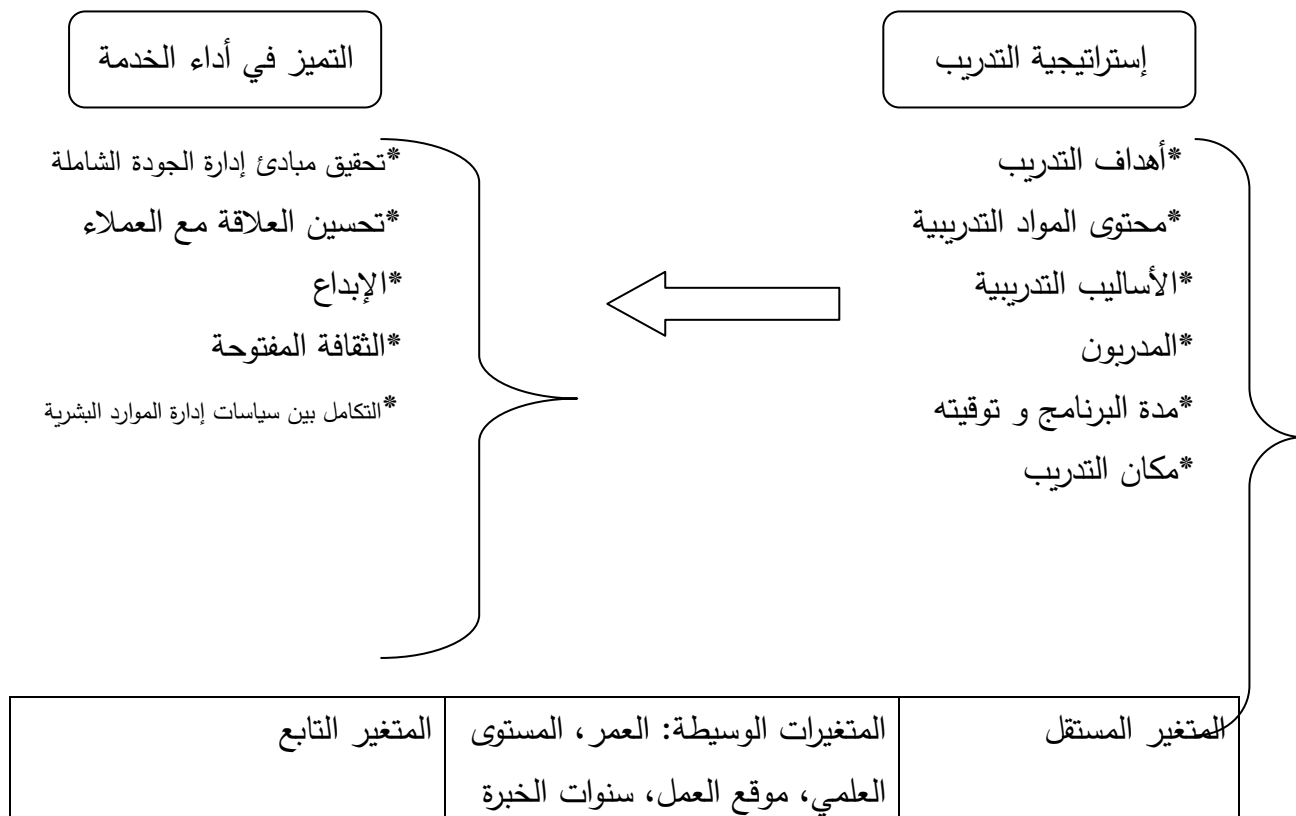 إستراتيجية التدريب
*أهداف التدريب
*محتوى المواد التدريبية
*الأساليب التدريبية
*المدربون
*مدة البرنامج و توقيته
*مكان التدريب
التميز في أداء الخدمة
*تحقيق مبادئ إدارة الجودة الشاملة
*تحسين العلاقة مع العملاء
*الإبداع
*الثقافة المفتوحة
*التكامل بين سياسات إدارة الموارد البشرية
المتغير المستقل
المتغيرات الوسيطة: العمر، المستوى
العلمي، موقع العمل، سنوات الخبرة
المتغير التابع